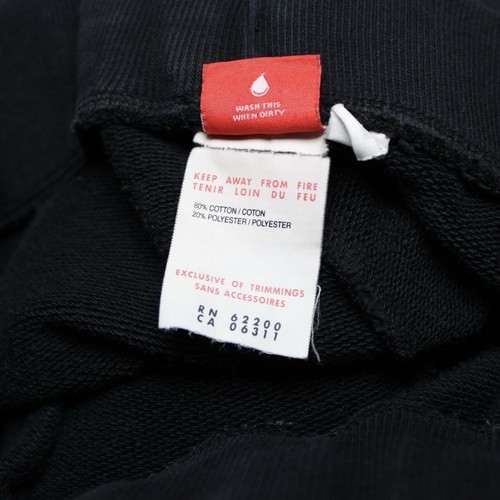 WASH THIS
WHEN DIRTY
KEEP AWAY FROM FIRE
TENIR LOIN DU FEU
80% COTTON / COTON
20% POLYESTER / POLYESTER
EXCLUSIVE OF TRIMMINGS
SANS ACCESSOIRES
RN 62200
CA 06311